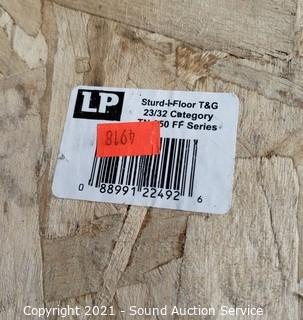 LP
Sturd-I-Floor T&G
23/32 Category
50 FF Series
4918
0 88991 22492 6
Copyright 2021 - Sound Auction Service